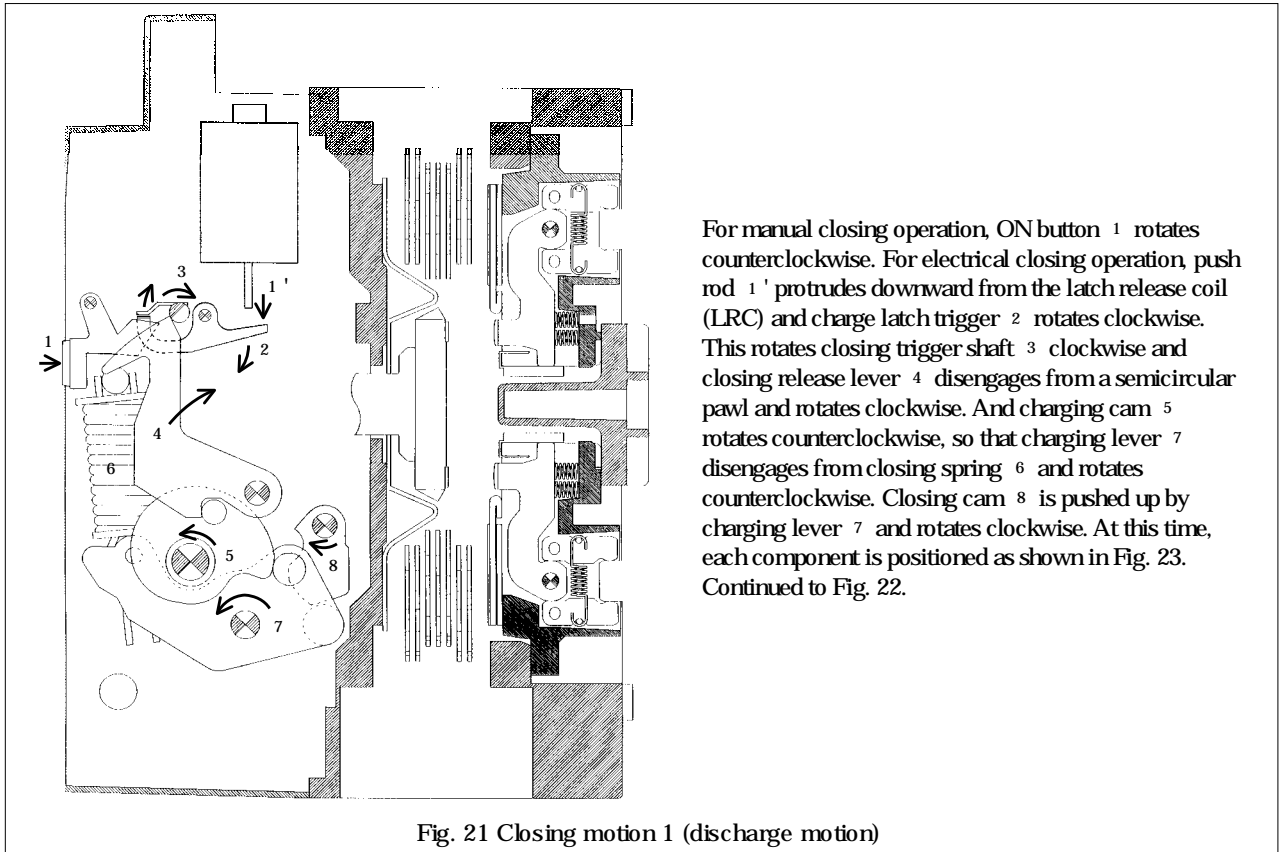 3
1 '
1
2
4
6
5
8
7
For manual closing operation, ON button 1 rotates
counterclockwise. For electrical closing operation, push
rod 1 ' protrudes downward from the latch release coil
(LRC) and charge latch trigger 2 rotates clockwise.
This rotates closing trigger shaft 3 clockwise and
closing release lever 4 disengages from a semicircular
pawl and rotates clockwise. And charging cam 5
rotates counterclockwise, so that charging lever 7
disengages from closing spring 6 and rotates
counterclockwise. Closing cam 8 is pushed up by
charging lever 7 and rotates clockwise. At this time,
each component is positioned as shown in Fig. 23.
Continued to Fig. 22.
Fig. 21 Closing motion 1 (discharge motion)